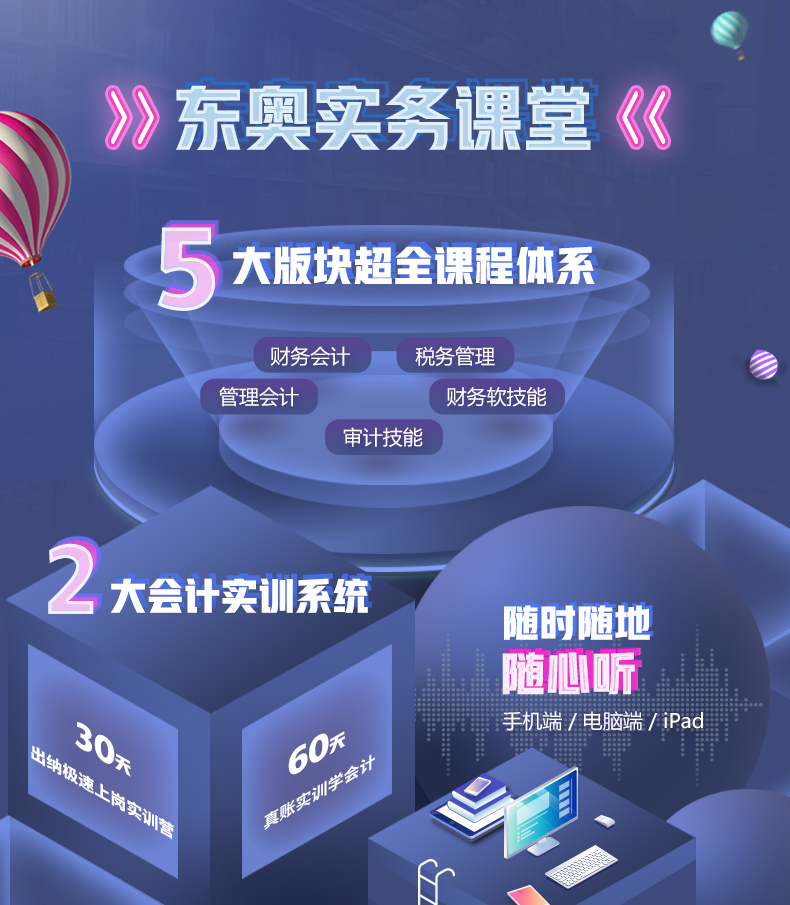 东奥实务课堂
5大版块超全课程体系
财务会计
税务管理
管理会计
财务软技能
审计技能
2大会计实训系统
30天
出纳极速上岗实训营
60天
真账实训学会计
随时随地
随心听
手机端 / 电脑端 / iPad